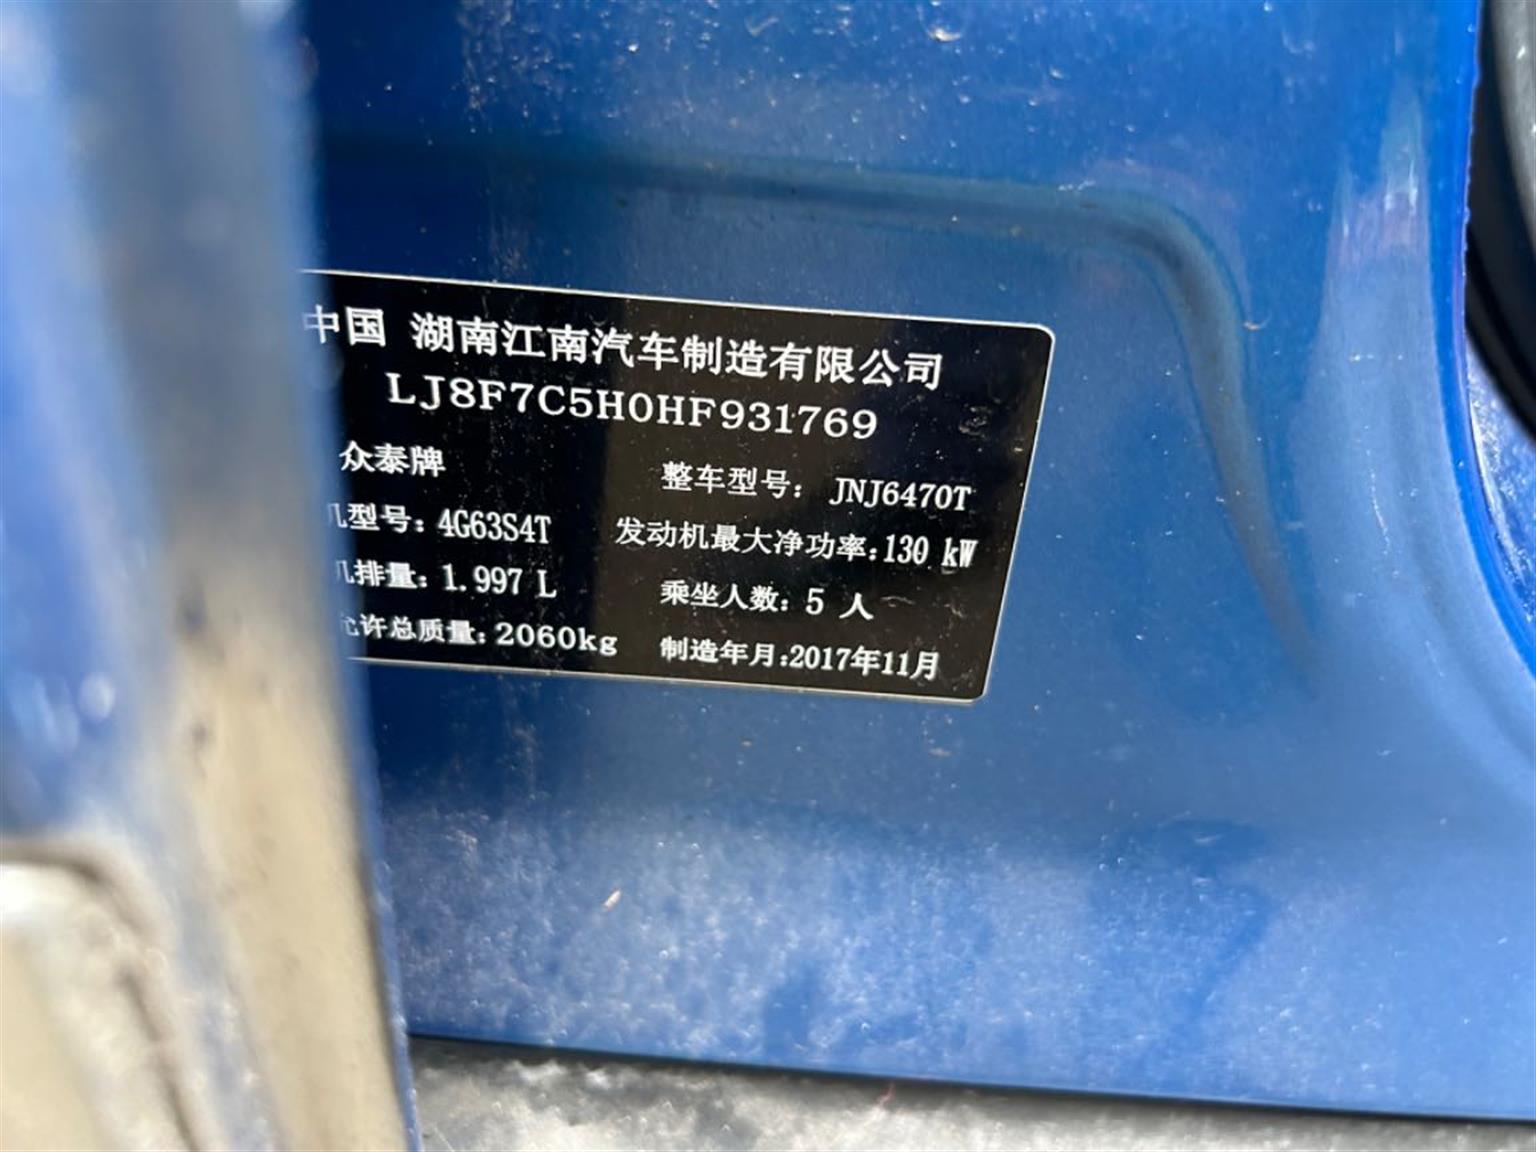 中国 湖南江南汽车制造有限公司
LJ8F7C5H0HF931769
众泰牌 整车型号: JNJ6470T
机型号: 4G63S4T 发动机最大净功率: 130 kW
机排量: 1.997 L 乘坐人数: 5 人
允许总质量: 2060kg 制造年月: 2017年11月